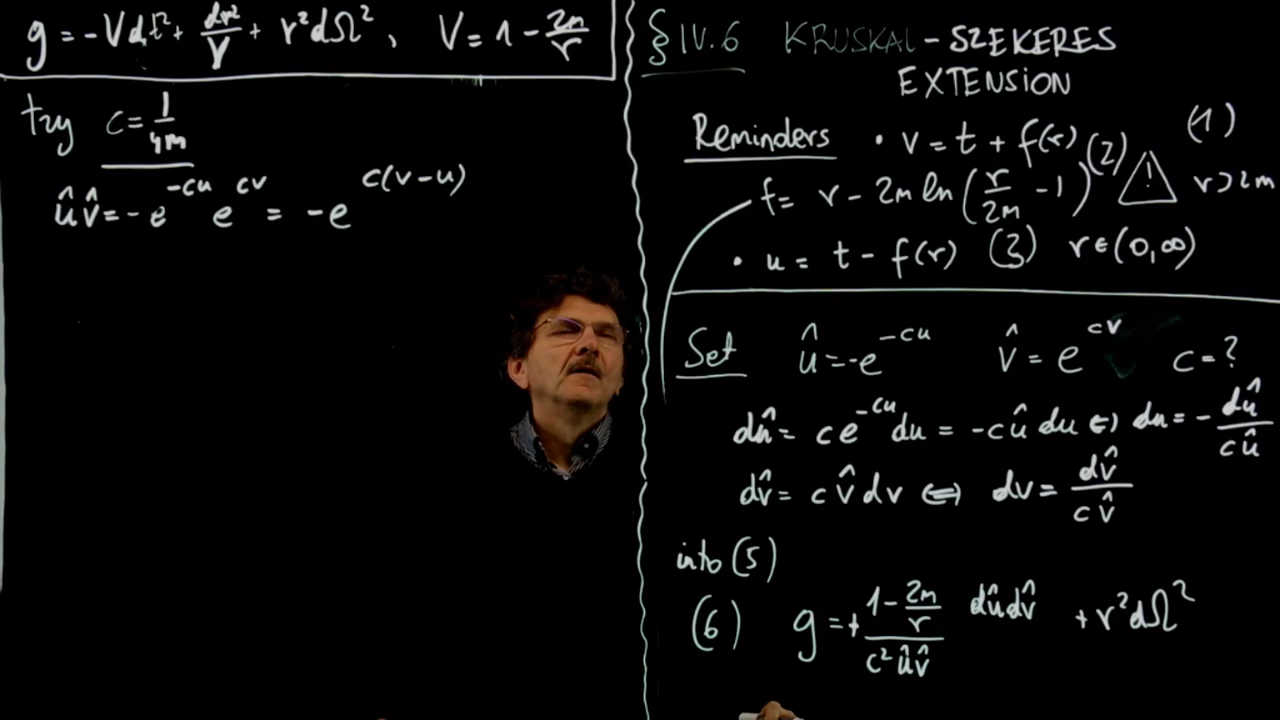 g = -Vdt² + dr²/V + r²dΩ², V = 1 - 2m/r
try c = 1/4m
ûv̂ = -e^{-cu} e^{cv} = -e^{c(v-u)}
§ IV.6 KRUSKAL-SZEKERES
EXTENSION
Reminders • v = t + f(r) (1)
f = r - 2m ln(r/2m - 1) (2) ! r>2m
• u = t - f(r) (3) r∈(0,∞)
Set û = -e^{-cu} v̂ = e^{cv} c = ?
dû = ce^{-cu}du = -cûdu ⇔ du = -dû/cû
dv̂ = cv̂dv ⇔ dv = dv̂/cv̂
into (5)
(6) g = + (1 - 2m/r)/(c²ûv̂) dûdv̂ + r²dΩ²